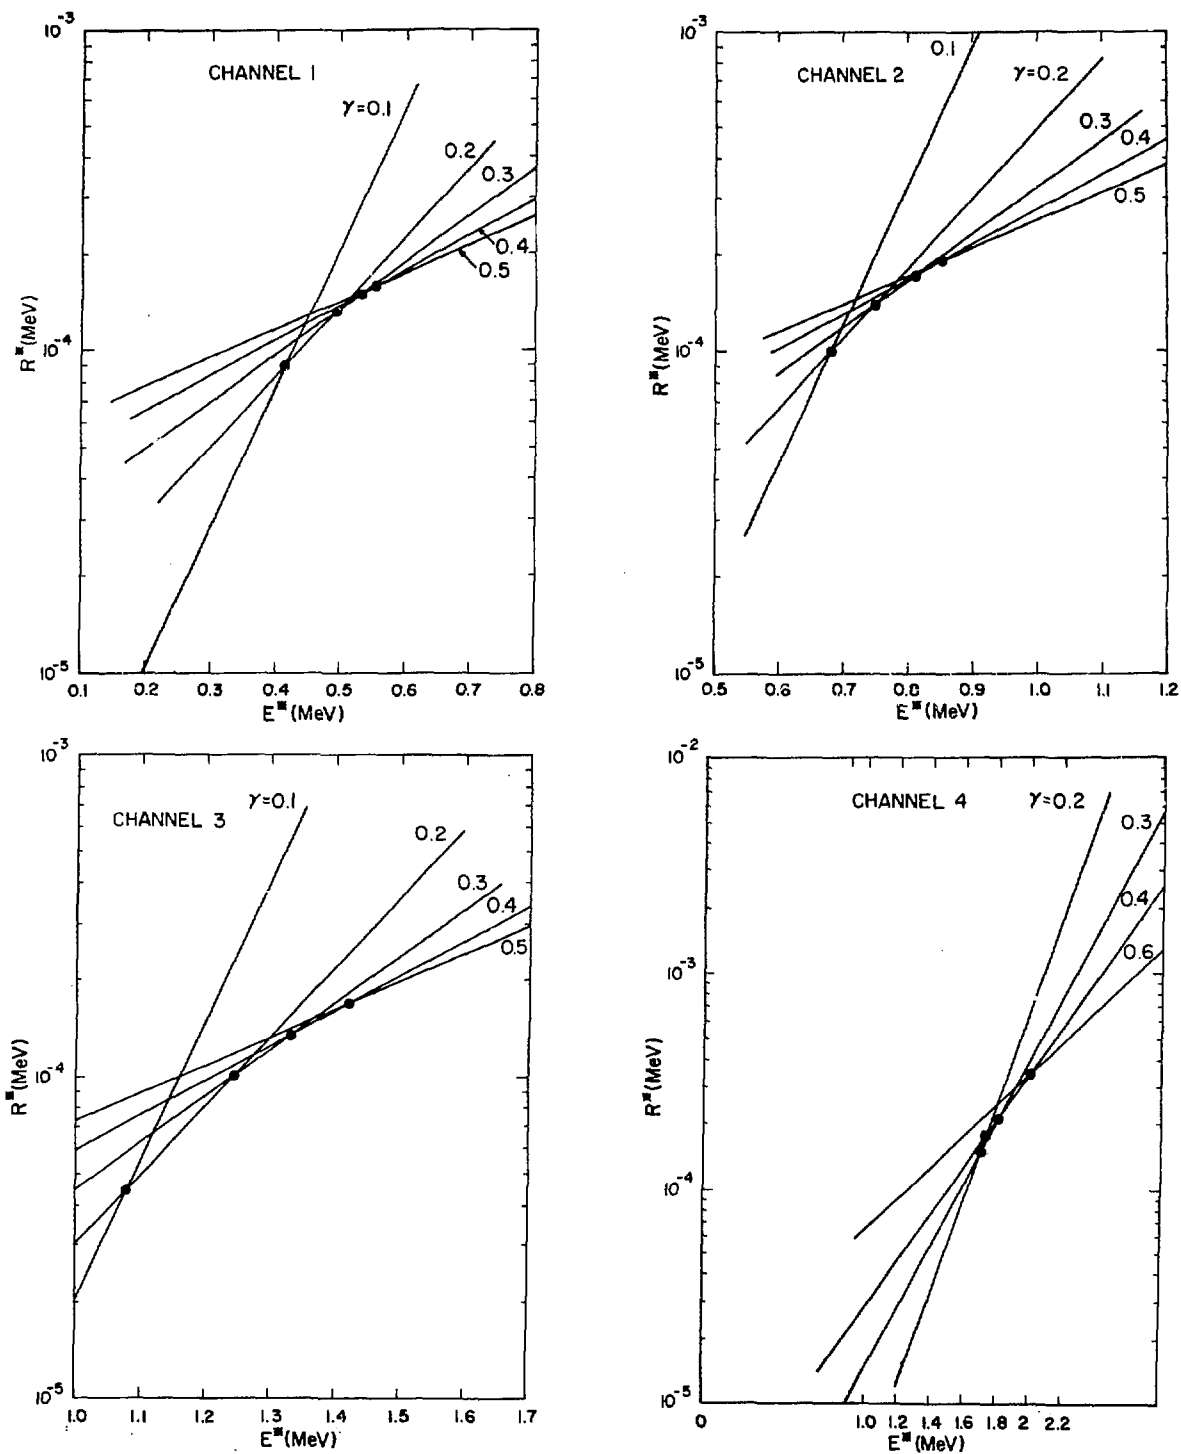 10⁻³
CHANNEL 1
γ=0.1
0.2
0.3
0.4
0.5
R*(MeV)
10⁻⁴
10⁻⁵
0.1 0.2 0.3 0.4 0.5 0.6 0.7 0.8
E*(MeV)
10⁻³
CHANNEL 2
0.1
γ=0.2
0.3
0.4
0.5
R*(MeV)
10⁻⁴
10⁻⁵
0.5 0.6 0.7 0.8 0.9 1.0 1.1 1.2
E*(MeV)
10⁻³
CHANNEL 3
γ=0.1
0.2
0.3
0.4
0.5
R*(MeV)
10⁻⁴
10⁻⁵
1.0 1.1 1.2 1.3 1.4 1.5 1.6 1.7
E*(MeV)
10⁻²
CHANNEL 4
γ=0.2
0.3
0.4
0.6
10⁻³
R*(MeV)
10⁻⁴
10⁻⁵
0 1.0 1.2 1.4 1.6 1.8 2 2.2
E*(MeV)